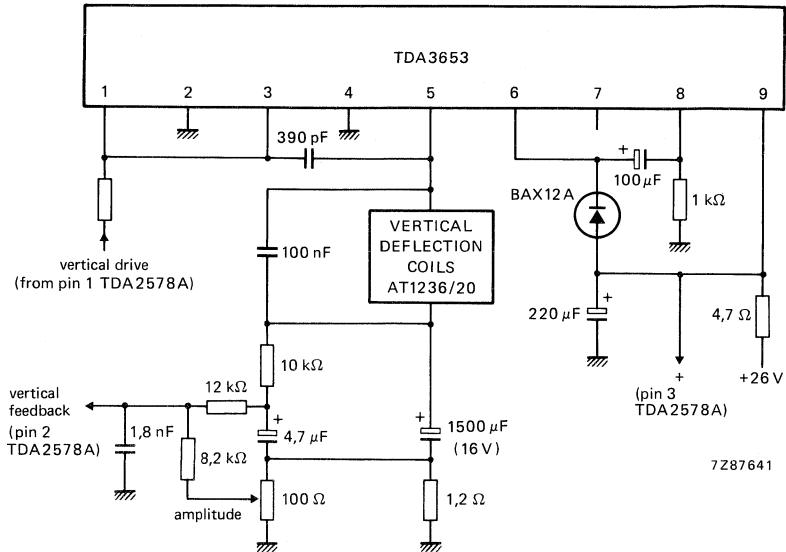 TDA3653
1 2 3 4 5 6 7 8 9
390 pF
+
100 μF
BAX12A
1 kΩ
VERTICAL
DEFLECTION
COILS
AT1236/20
100 nF
vertical drive
(from pin 1 TDA2578A)
+
220 μF
4,7 Ω
10 kΩ
12 kΩ
+
(pin 3
TDA2578A)
+26 V
vertical
feedback
(pin 2
TDA2578A)
1,8 nF
+
4,7 μF
+
1500 μF
(16 V)
8,2 kΩ
7Z87641
100 Ω
1,2 Ω
amplitude